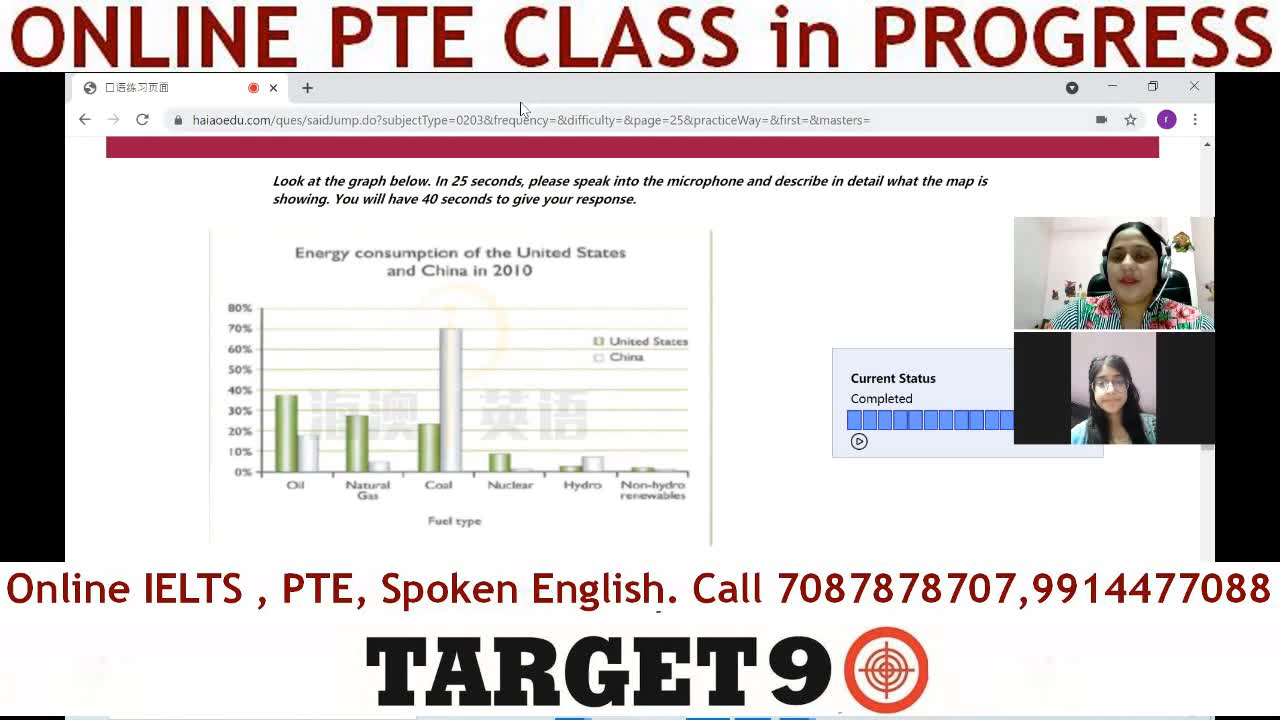 ONLINE PTE CLASS in PROGRESS
口语练习页面
haiaoedu.com/ques/saidJump.do?subjectType=0203&frequency=&difficulty=&page=25&practiceWay=&first=&masters=
r
Look at the graph below. In 25 seconds, please speak into the microphone and describe in detail what the map is
showing. You will have 40 seconds to give your response.
Energy consumption of the United States
and China in 2010
80%
70%
60%
50%
40%
30%
20%
10%
0%
United States
China
海澳 英语
Oil
Natural
Gas
Coal
Nuclear
Hydro
Non-hydro
renewables
Fuel type
Current Status
Completed
Online IELTS , PTE, Spoken English. Call 7087878707,9914477088
TARGET9